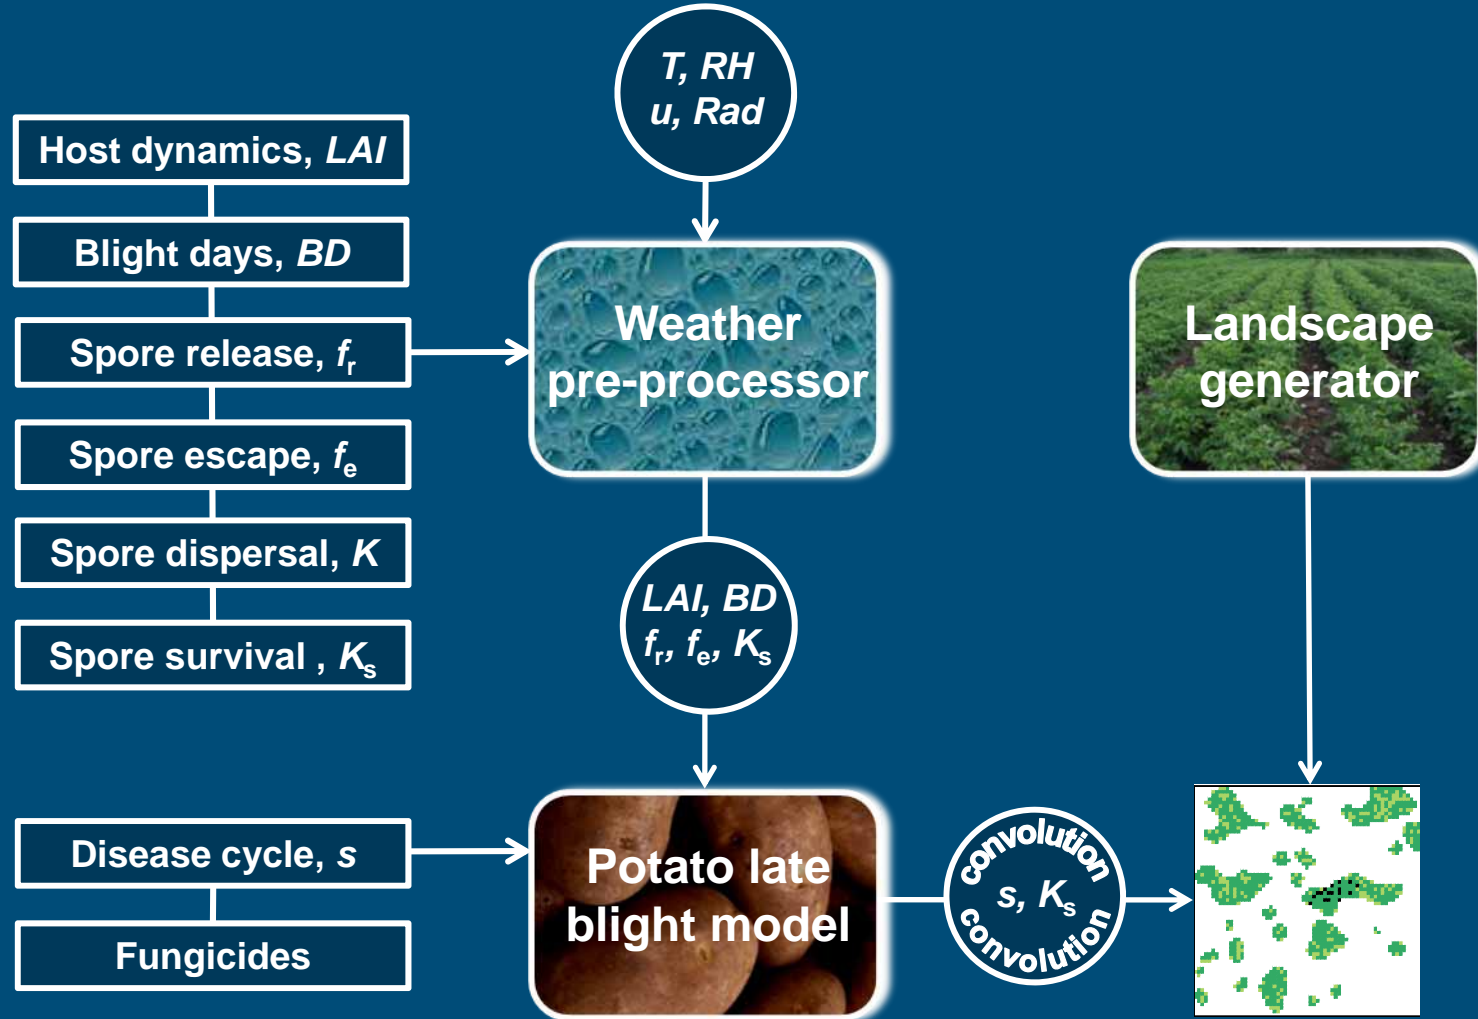 T, RH
u, Rad
Host dynamics, LAI
Blight days, BD
Spore release, fr
Spore escape, fe
Spore dispersal, K
Spore survival , Ks
Weather
pre-processor
Landscape
generator
LAI, BD
fr, fe, Ks
Disease cycle, s
Fungicides
Potato late
blight model
convolution
s, Ks
convolution